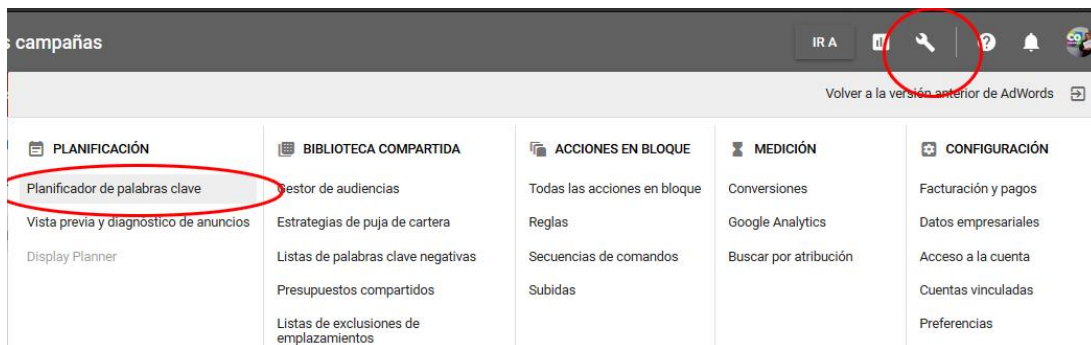 s campañas
IR A
Volver a la versión anterior de AdWords
PLANIFICACIÓN
Planificador de palabras clave
Vista previa y diagnóstico de anuncios
Display Planner
BIBLIOTECA COMPARTIDA
Gestor de audiencias
Estrategias de puja de cartera
Listas de palabras clave negativas
Presupuestos compartidos
Listas de exclusiones de
emplazamientos
ACCIONES EN BLOQUE
Todas las acciones en bloque
Reglas
Secuencias de comandos
Subidas
MEDICIÓN
Conversiones
Google Analytics
Buscar por atribución
CONFIGURACIÓN
Facturación y pagos
Datos empresariales
Acceso a la cuenta
Cuentas vinculadas
Preferencias